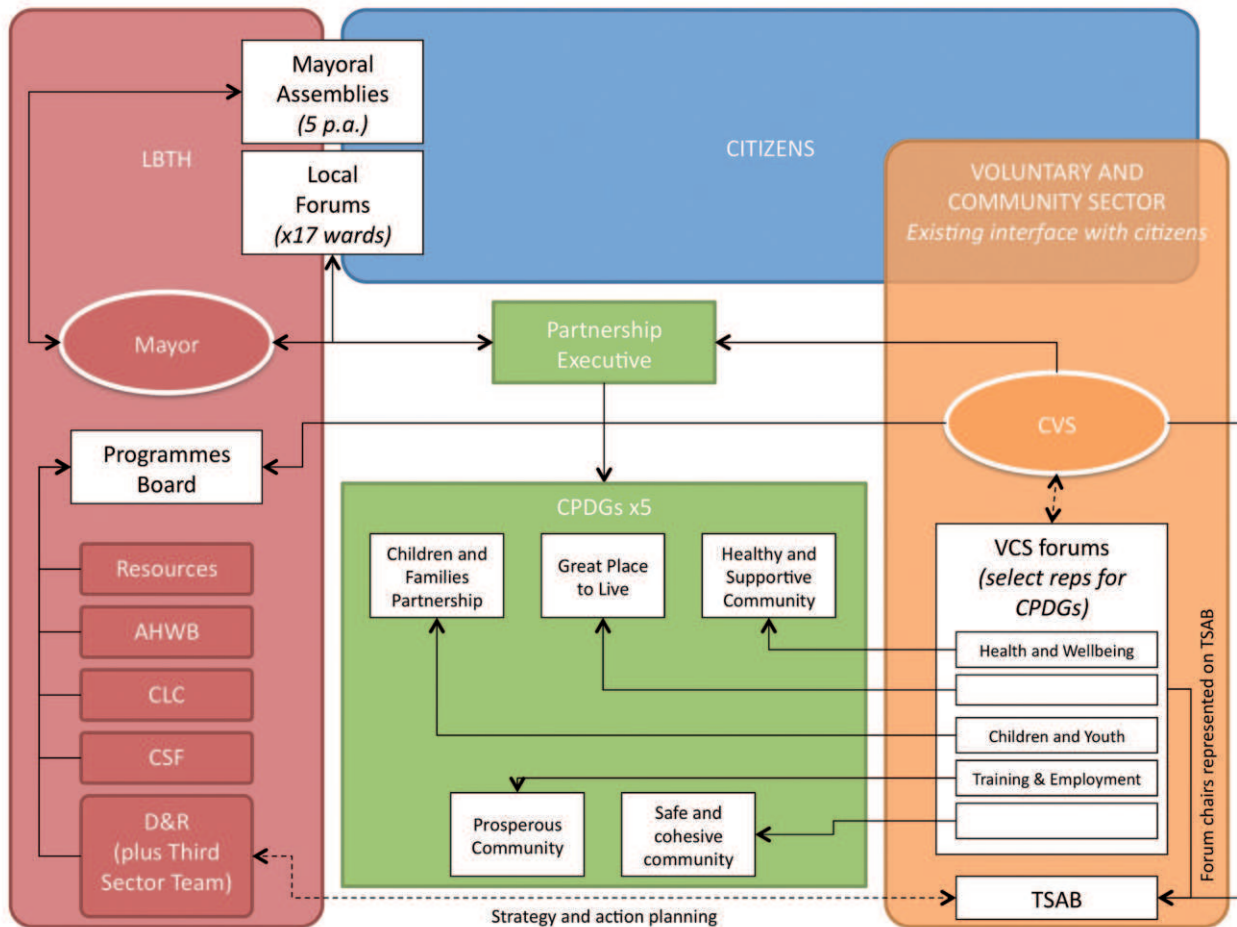 Mayoral
Assemblies
(5 p.a.)
LBTH
CITIZENS
Local
Forums
(x17 wards)
VOLUNTARY AND
COMMUNITY SECTOR
Existing interface with citizens
Mayor
Partnership
Executive
CVS
Programmes
Board
CPDGs x5
Children and
Families
Partnership
Great Place
to Live
Healthy and
Supportive
Community
VCS forums
(select reps for
CPDGs)
Resources
AHWB
CLC
CSF
D&R
(plus Third
Sector Team)
Health and Wellbeing
Children and Youth
Training & Employment
Prosperous
Community
Safe and
cohesive
community
Forum chairs represented on TSAB
TSAB
Strategy and action planning